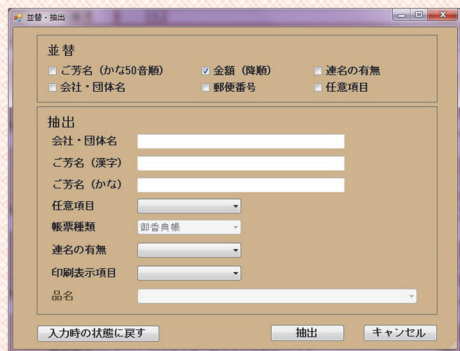 並替・抽出
並替
ご芳名（かな50音順） 金額（降順） 連名の有無
会社・団体名 郵便番号 任意項目
抽出
会社・団体名
ご芳名（漢字）
ご芳名（かな）
任意項目
帳票種類 御香典帳
連名の有無
印刷表示項目
品名
入力時の状態に戻す 抽出 キャンセル